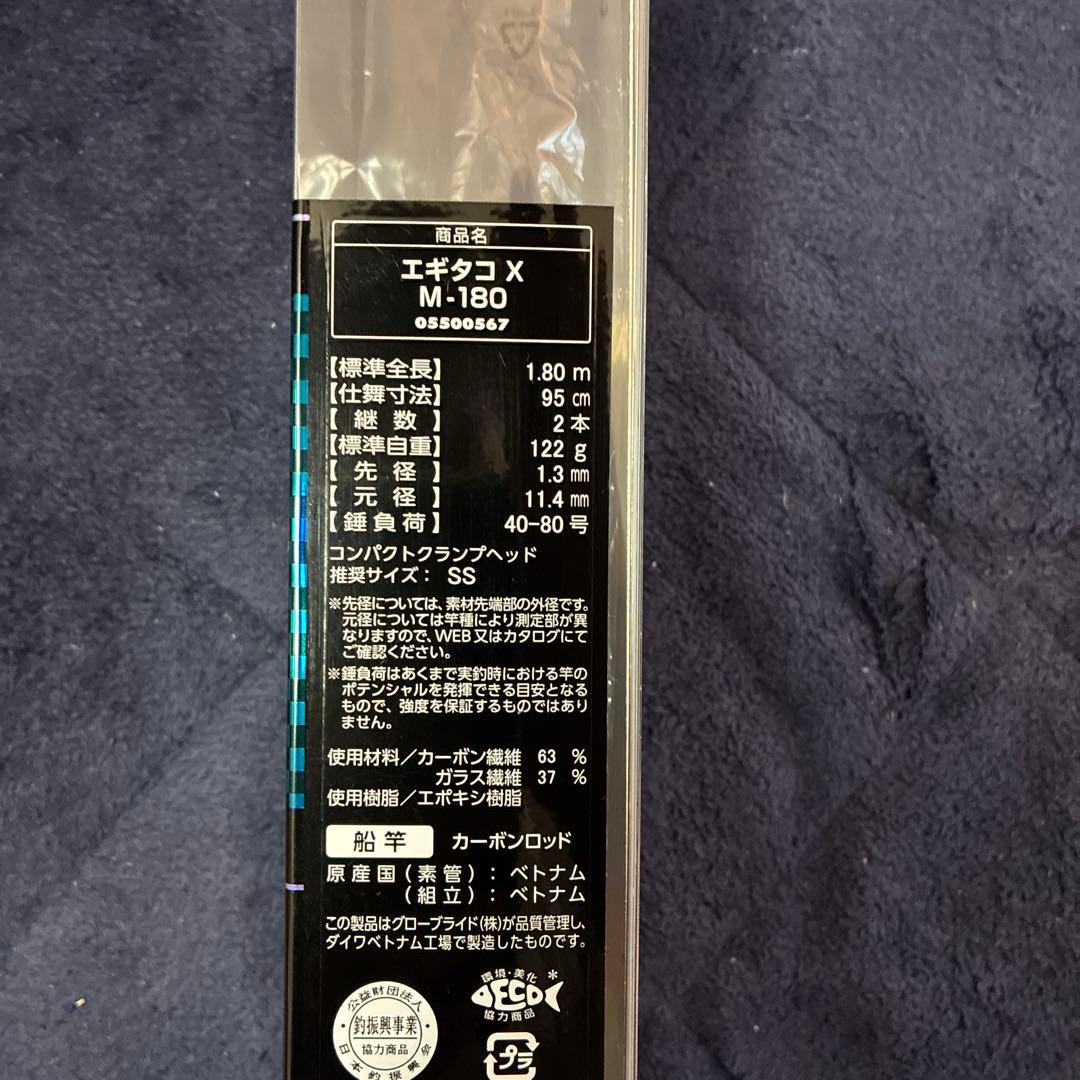 商品名
エギタコ X
M-180
05500567
【標準全長】 1.80 m
【仕舞寸法】 95 cm
【継数】 2 本
【標準自重】 122 g
【先径】 1.3 mm
【元径】 11.4 mm
【錘負荷】 40-80 号
コンパクトクランプヘッド
推奨サイズ: SS
※先径については、素材先端部の外径です。
元径については竿種により測定部が異
なりますので、WEB又はカタログにて
ご確認ください。
※錘負荷はあくまで実釣時における竿の
ポテンシャルを発揮できる目安となる
もので、強度を保証するものではあり
ません。
使用材料/カーボン繊維 63 %
ガラス繊維 37 %
使用樹脂/エポキシ樹脂
船竿 カーボンロッド
原産国(素管): ベトナム
(組立): ベトナム
この製品はグローブライド(株)が品質管理し、
ダイワベトナム工場で製造したものです。
環境・美化*
ECO
協力商品
公益財団法人
釣振興事業
協力商品
日本釣振興会
プラ